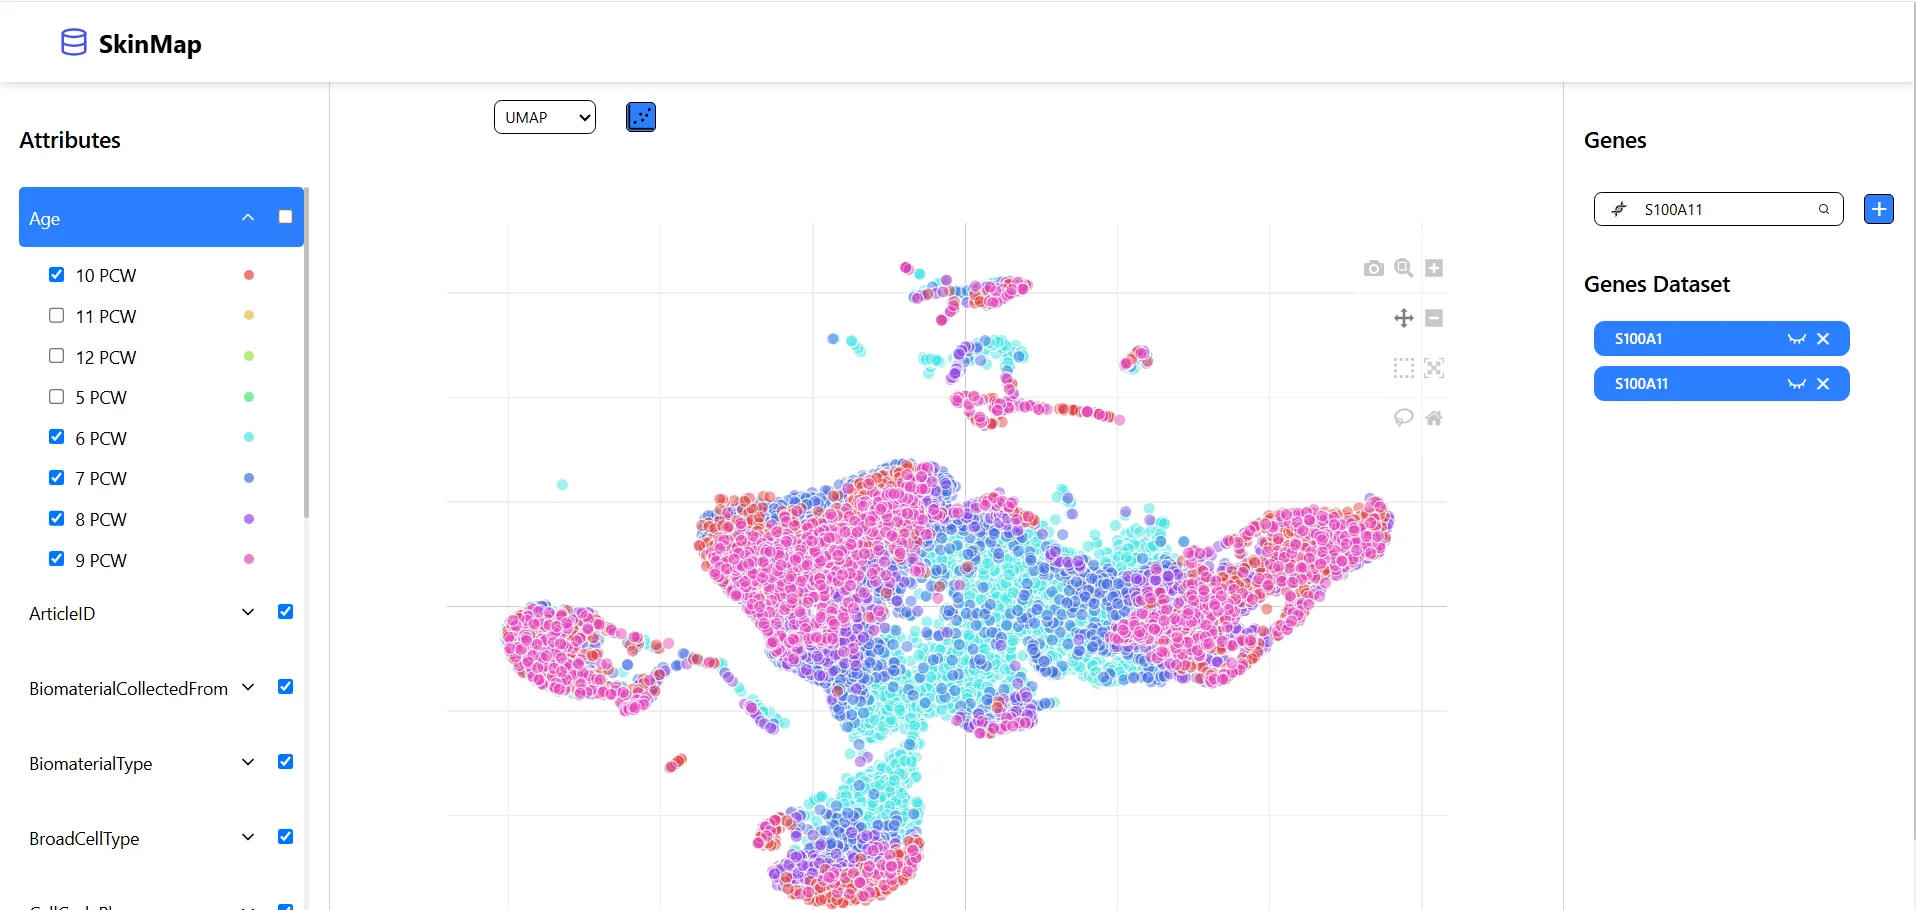 SkinMap
Attributes
Age
10 PCW
11 PCW
12 PCW
5 PCW
6 PCW
7 PCW
8 PCW
9 PCW
ArticleID
BiomaterialCollectedFrom
BiomaterialType
BroadCellType
UMAP
Genes
S100A11
Genes Dataset
S100A1
S100A11